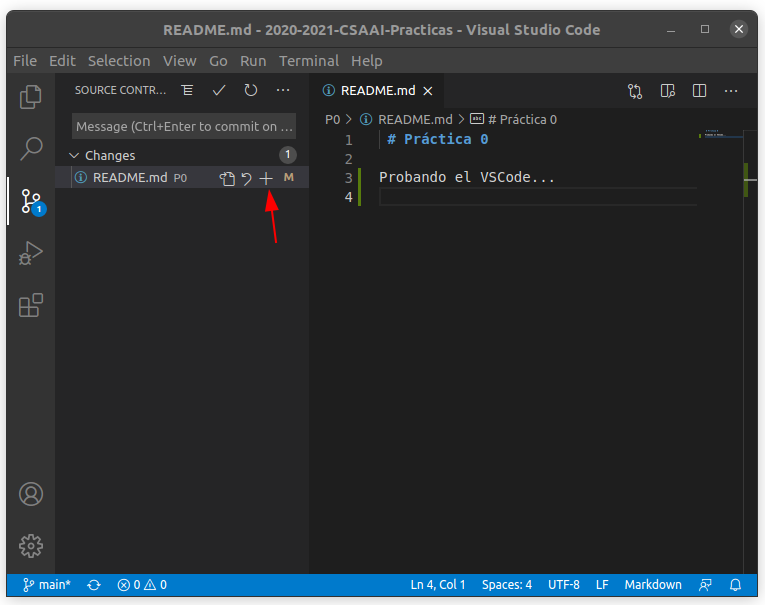 README.md - 2020-2021-CSAAI-Practicas - Visual Studio Code
File Edit Selection View Go Run Terminal Help
SOURCE CONTR...
Message (Ctrl+Enter to commit on ...
Changes 1
README.md P0 M
1
README.md
P0 > README.md > abc # Práctica 0
1 # Práctica 0
2
3 Probando el VSCode...
4
main* 0 0 Ln 4, Col 1 Spaces: 4 UTF-8 LF Markdown